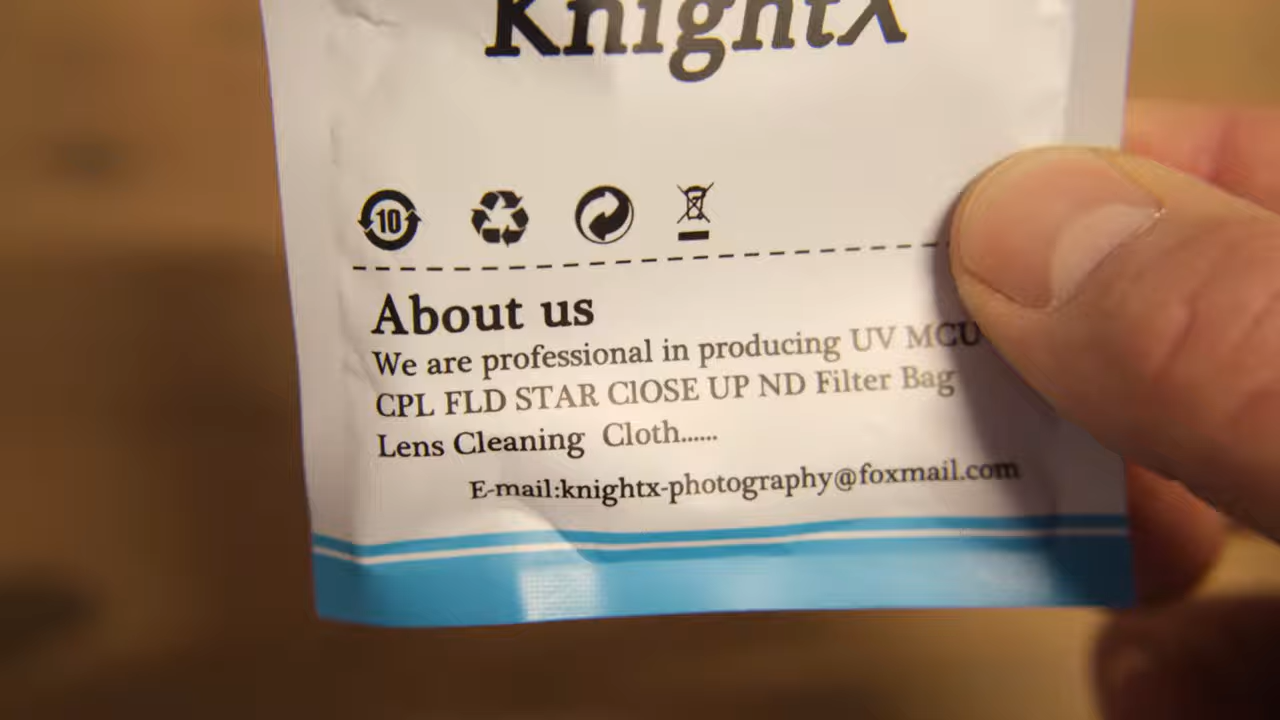 KnightX
10
About us
We are professional in producing UV MCU
CPL FLD STAR ClOSE UP ND Filter Bag
Lens Cleaning Cloth......
E-mail:knightx-photography@foxmail.com